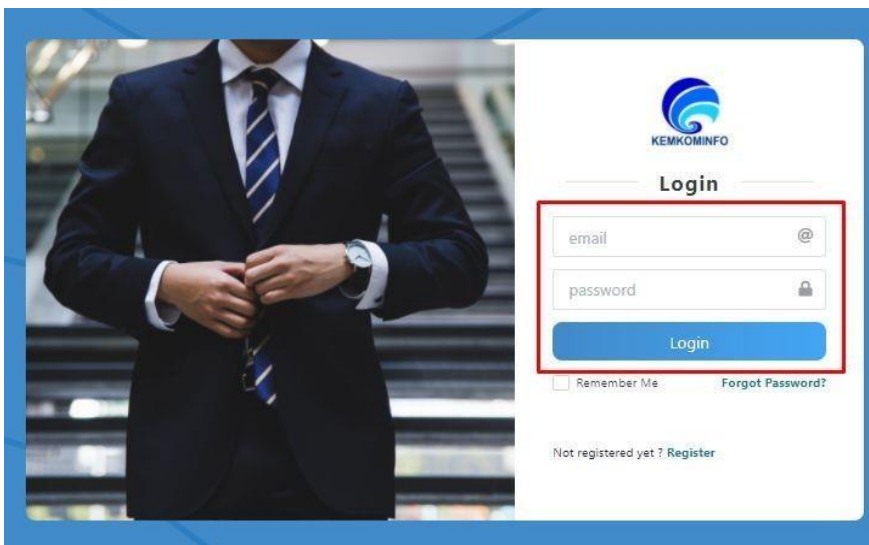 KEMKOMINFO
Login
email @
password
Login
Remember Me Forgot Password?
Not registered yet ? Register